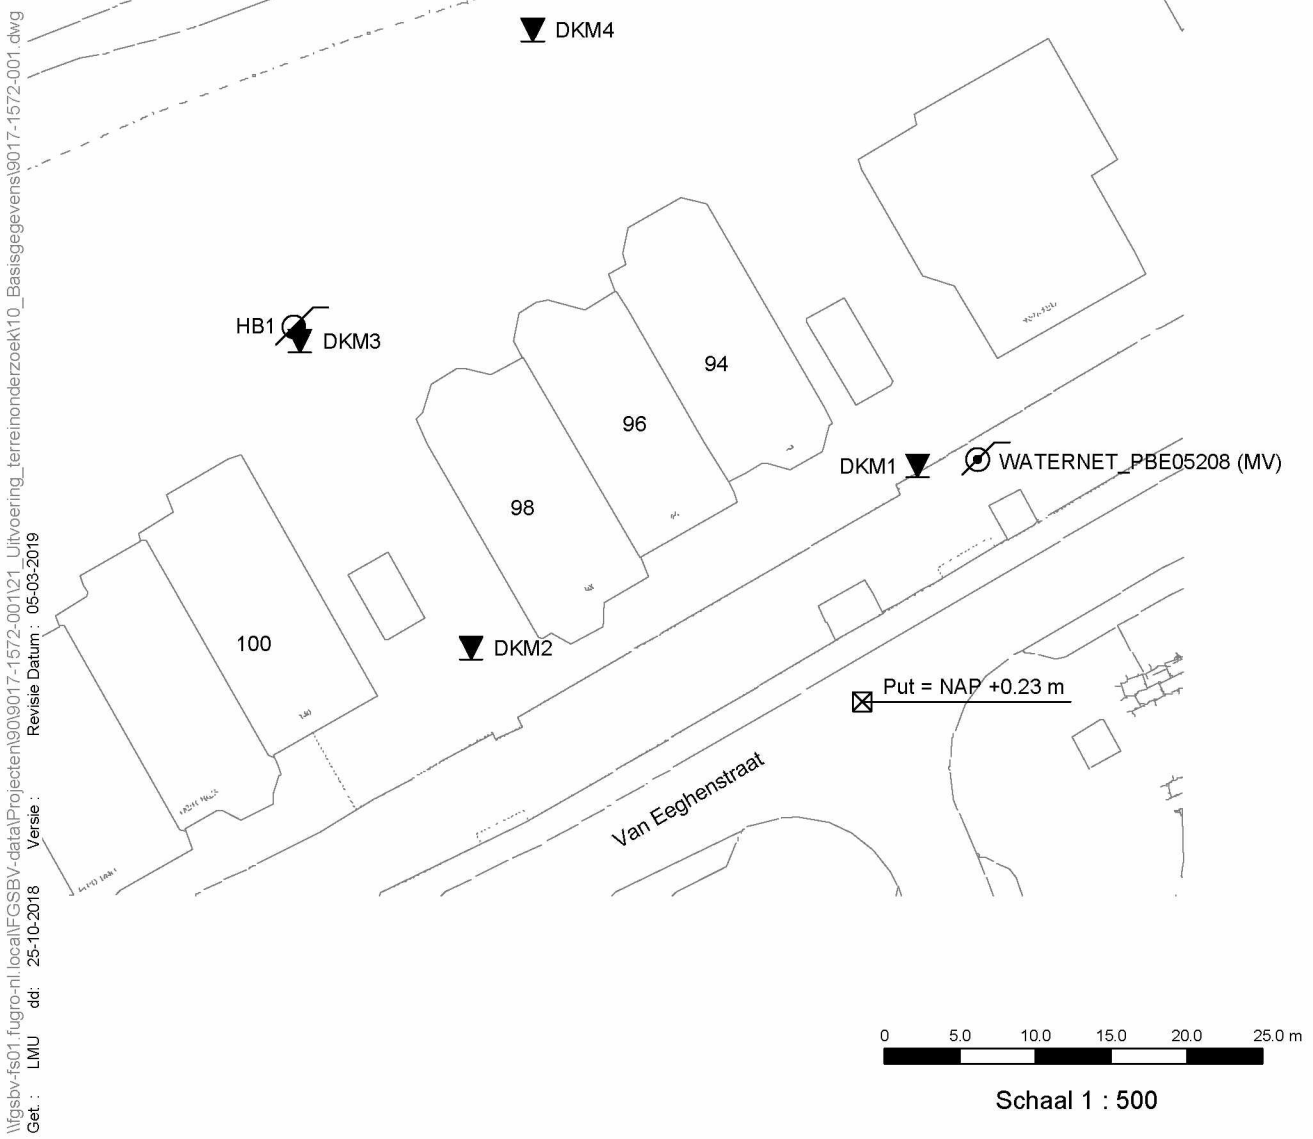 DKM4
HB1
DKM3
94
96
98
100
DKM1
WATERNET_PBE05208 (MV)
DKM2
Put = NAP +0.23 m
Van Eeghenstraat
0 5.0 10.0 15.0 20.0 25.0 m
Schaal 1 : 500
\\fgsbv-fs01.fugro-nl.local\FGSBV-data\Projecten\90\9017-1572-001\21_Uitvoering_terreinonderzoek\10_Basisgegevens\9017-1572-001.dwg
Get. : LMU dd: 25-10-2018 Versie : Revisie Datum : 05-03-2019